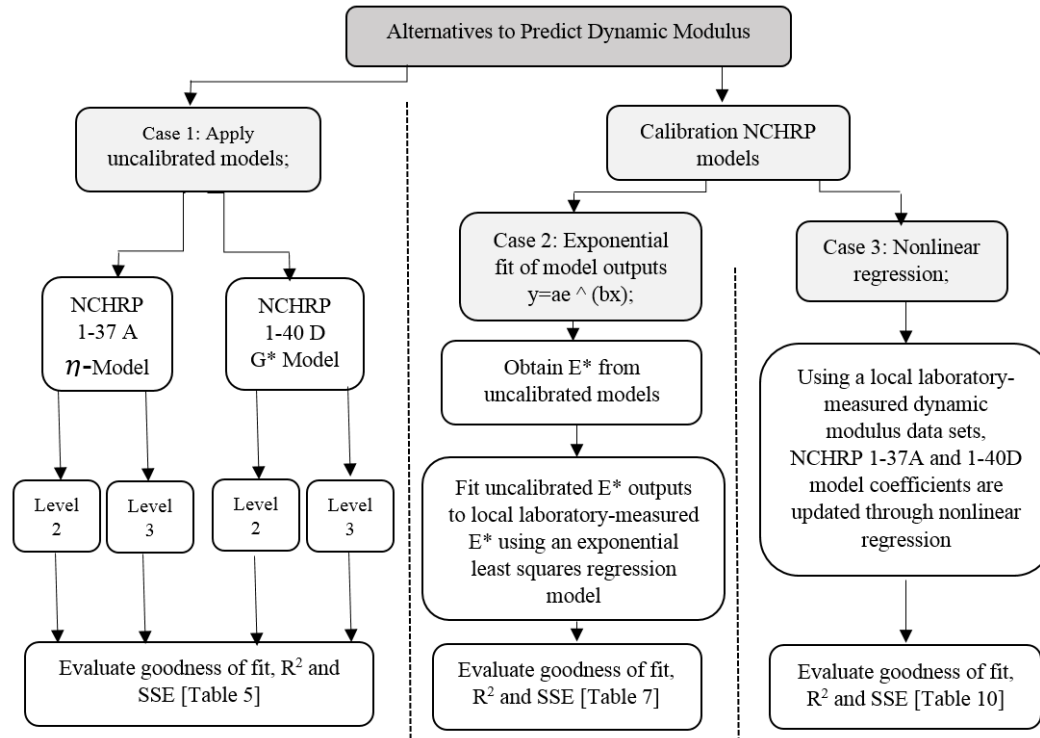 Alternatives to Predict Dynamic Modulus
Case 1: Apply
uncalibrated models;
NCHRP
1-37 A
η-Model
NCHRP
1-40 D
G* Model
Level
2
Level
3
Level
2
Level
3
Evaluate goodness of fit, R² and
SSE [Table 5]
Calibration NCHRP
models
Case 2: Exponential
fit of model outputs
y=ae ^ (bx);
Obtain E* from
uncalibrated models
Fit uncalibrated E* outputs
to local laboratory-measured
E* using an exponential
least squares regression
model
Evaluate goodness of fit,
R² and SSE [Table 7]
Case 3: Nonlinear
regression;
Using a local laboratory-
measured dynamic
modulus data sets,
NCHRP 1-37A and 1-40D
model coefficients are
updated through nonlinear
regression
Evaluate goodness of fit,
R² and SSE [Table 10]